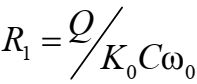 R₁ = Q/K₀Cω₀